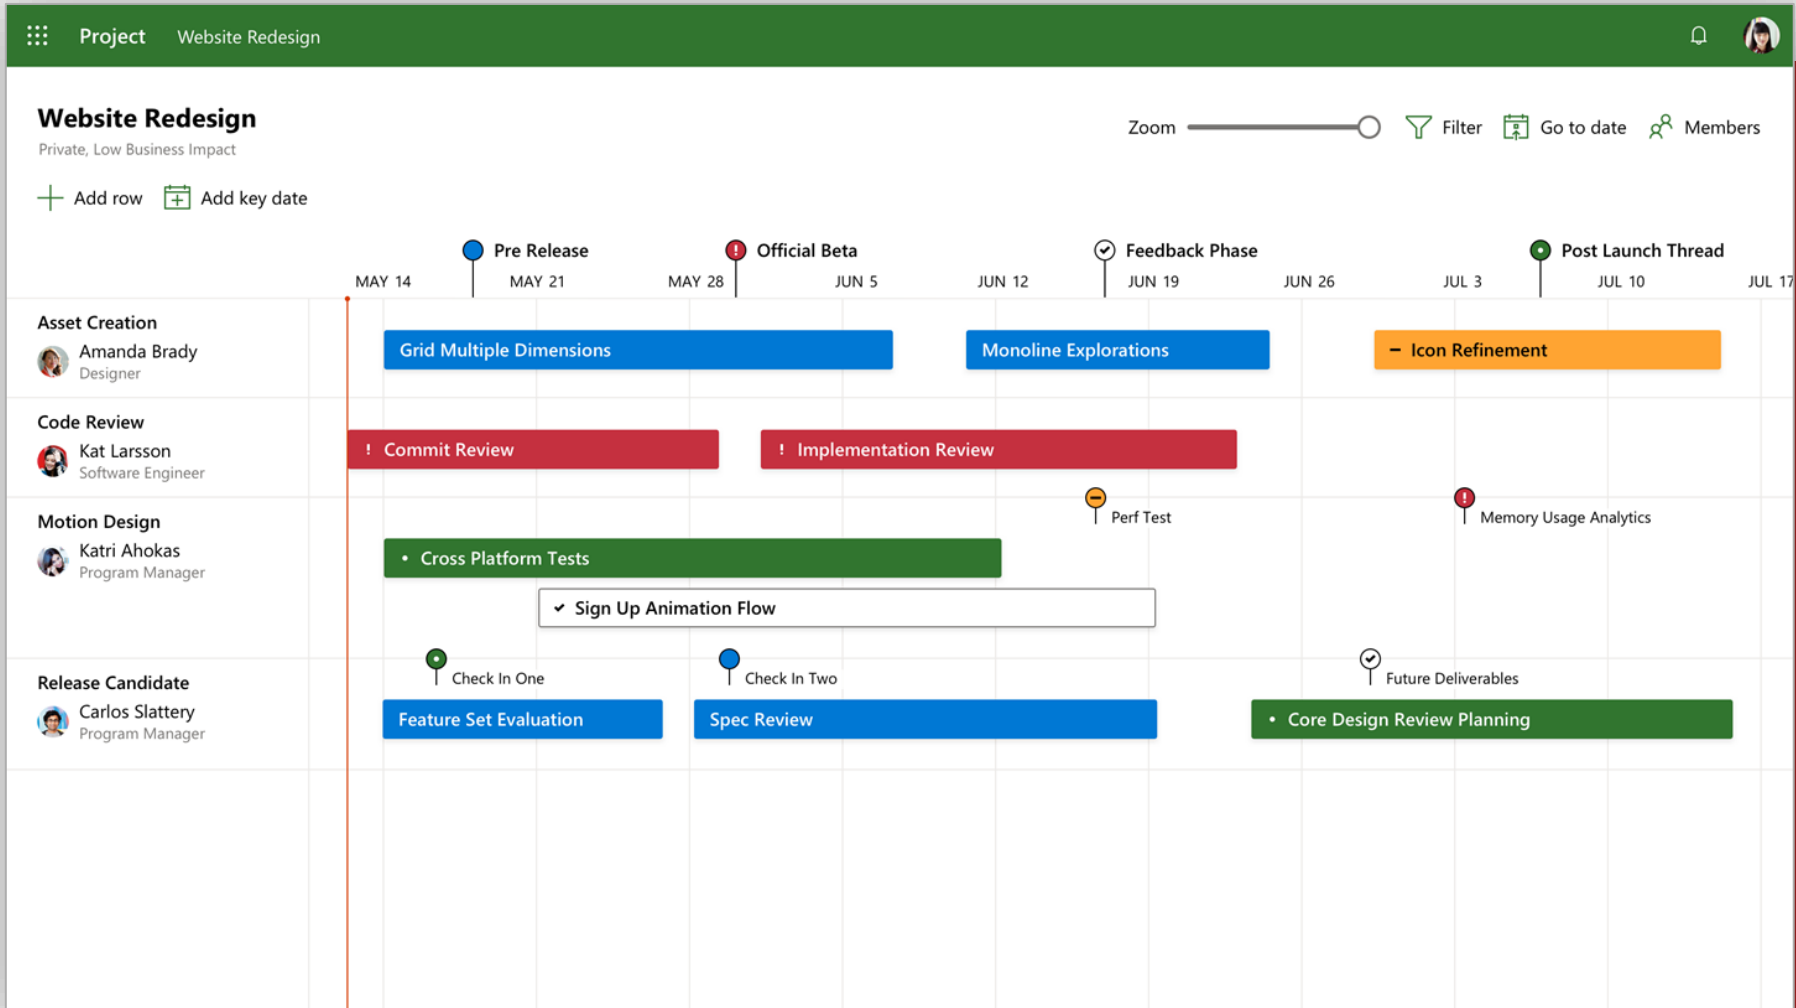 Project Website Redesign
Website Redesign
Private, Low Business Impact
Zoom Filter Go to date Members
Add row Add key date
Pre Release Official Beta Feedback Phase Post Launch Thread
MAY 14 MAY 21 MAY 28 JUN 5 JUN 12 JUN 19 JUN 26 JUL 3 JUL 10 JUL 17
Asset Creation
Amanda Brady
Designer
Grid Multiple Dimensions Monoline Explorations Icon Refinement
Code Review
Kat Larsson
Software Engineer
! Commit Review ! Implementation Review
Perf Test Memory Usage Analytics
Motion Design
Katri Ahokas
Program Manager
• Cross Platform Tests
Sign Up Animation Flow
Check In One Check In Two Future Deliverables
Release Candidate
Carlos Slattery
Program Manager
Feature Set Evaluation Spec Review • Core Design Review Planning